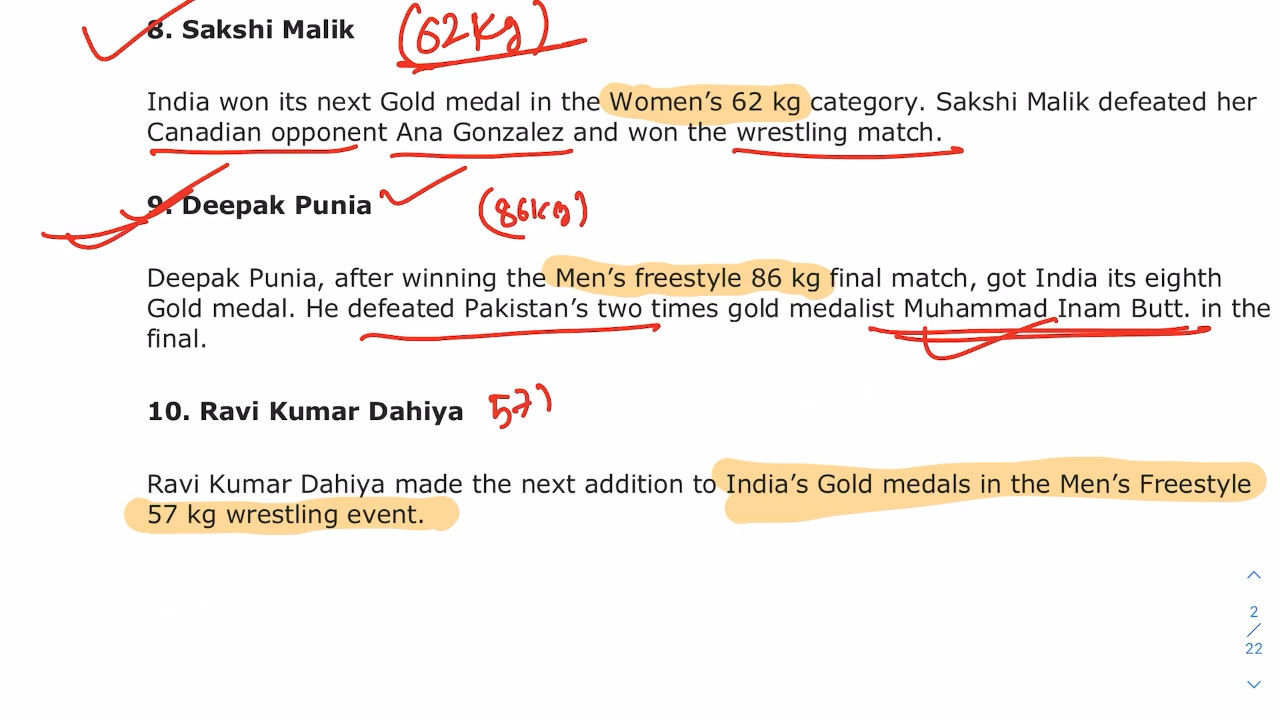 8. Sakshi Malik (62kg)
India won its next Gold medal in the Women’s 62 kg category. Sakshi Malik defeated her
Canadian opponent Ana Gonzalez and won the wrestling match.
9. Deepak Punia (86kg)
Deepak Punia, after winning the Men’s freestyle 86 kg final match, got India its eighth
Gold medal. He defeated Pakistan’s two times gold medalist Muhammad Inam Butt. in the
final.
10. Ravi Kumar Dahiya 57)
Ravi Kumar Dahiya made the next addition to India’s Gold medals in the Men’s Freestyle
57 kg wrestling event.
2
/
22